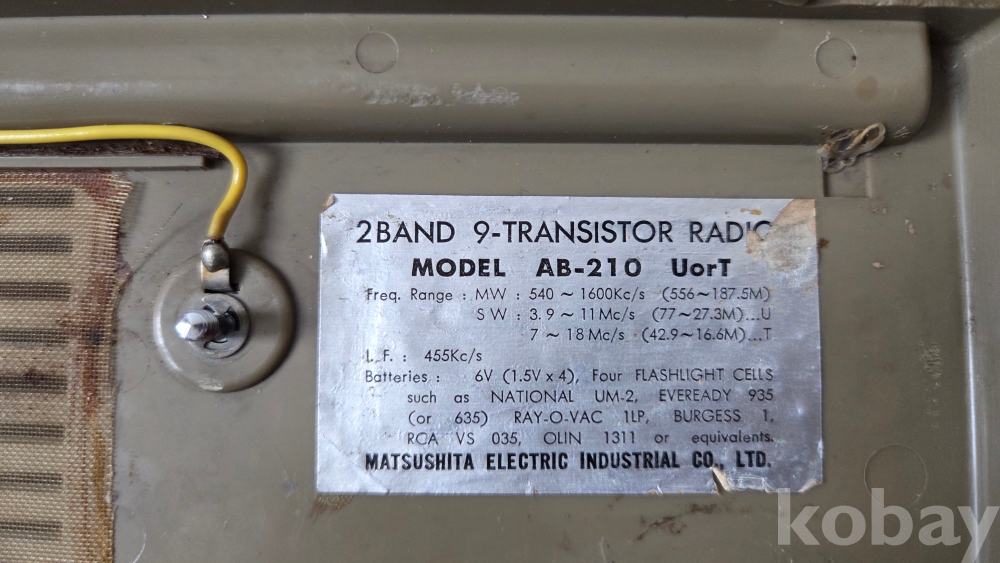 2BAND 9-TRANSISTOR RADIO
MODEL AB-210 UorT
Freq. Range : MW : 540 ~ 1600Kc/s (556~187.5M)
SW : 3.9 ~ 11Mc/s (77~27.3M)...U
7 ~ 18Mc/s (42.9~16.6M)...T
I. F. : 455Kc/s
Batteries : 6V (1.5V x 4), Four FLASHLIGHT CELLS
such as NATIONAL UM-2, EVEREADY 935
(or 635) RAY-O-VAC 1LP, BURGESS 1,
RCA VS 035, OLIN 1311 or equivalents.
MATSUSHITA ELECTRIC INDUSTRIAL CO., LTD.
kobay